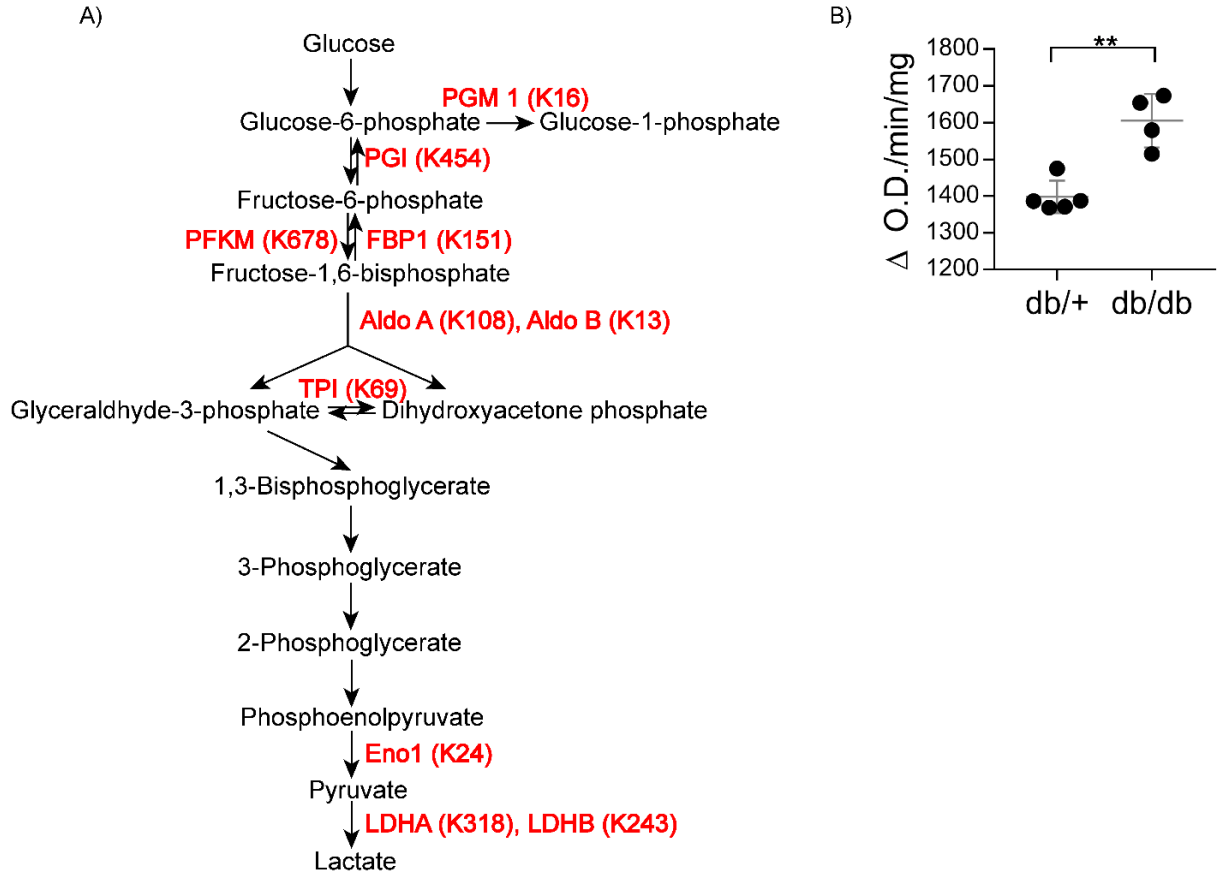 A)
Glucose
PGM 1 (K16)
Glucose-6-phosphate
Glucose-1-phosphate
PGI (K454)
Fructose-6-phosphate
PFKM (K678)
FBP1 (K151)
Fructose-1,6-bisphosphate
Aldo A (K108), Aldo B (K13)
TPI (K69)
Glyceraldhyde-3-phosphate
Dihydroxyacetone phosphate
1,3-Bisphosphoglycerate
3-Phosphoglycerate
2-Phosphoglycerate
Phosphoenolpyruvate
Eno1 (K24)
Pyruvate
LDHA (K318), LDHB (K243)
Lactate
B)
**
1800
1700
1600
1500
1400
1300
1200
Δ O.D./min/mg
db/+
db/db